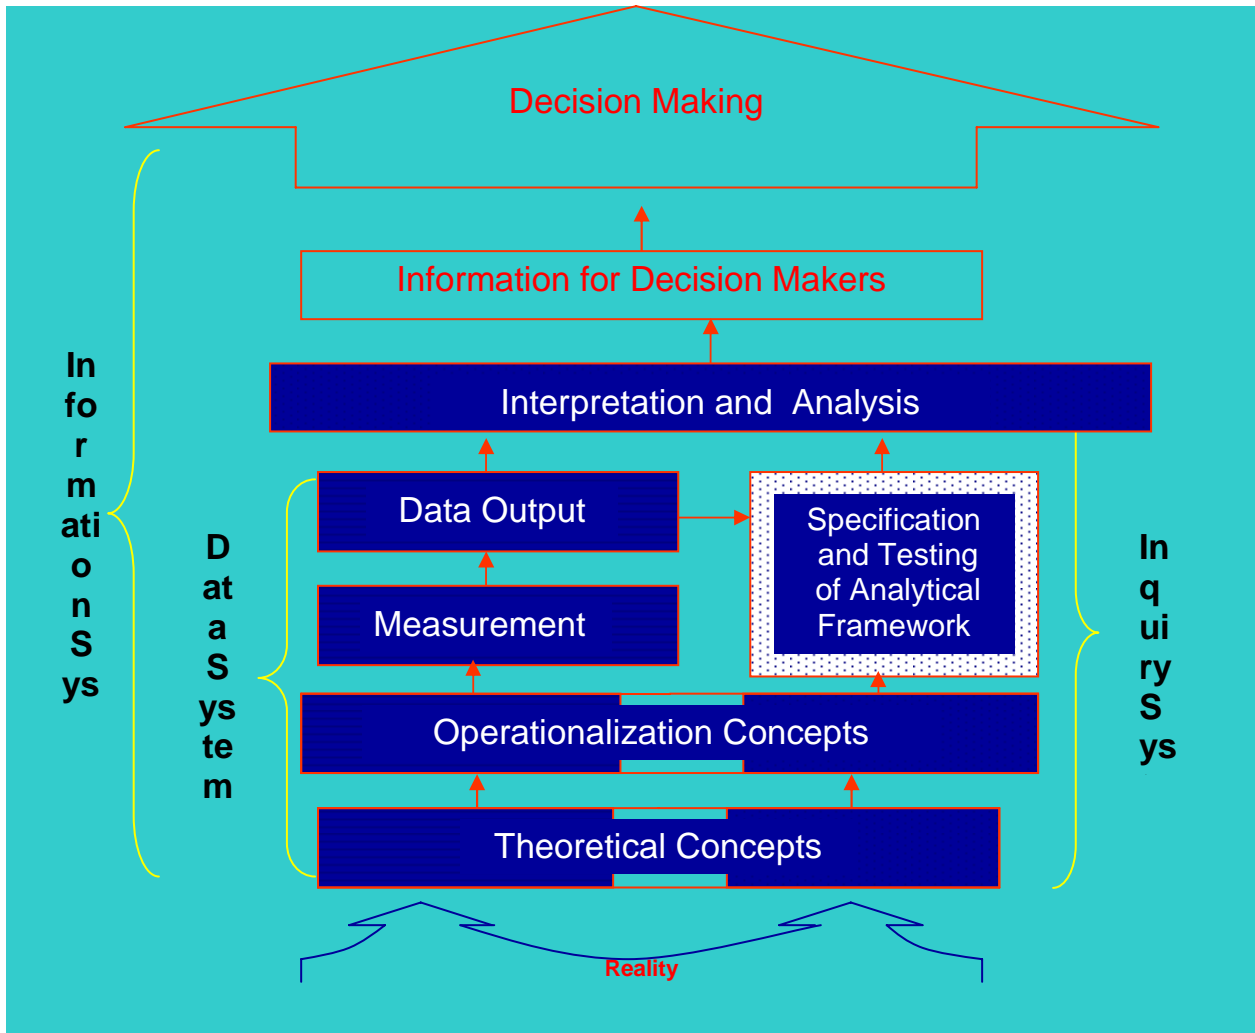 Decision Making
Information for Decision Makers
Interpretation and Analysis
Data Output
Specification
and Testing
of Analytical
Framework
Measurement
Operationalization Concepts
Theoretical Concepts
Reality
In
fo
r
m
ati
o
n
S
ys
D
at
a
S
ys
te
m
In
q
ui
ry
S
ys